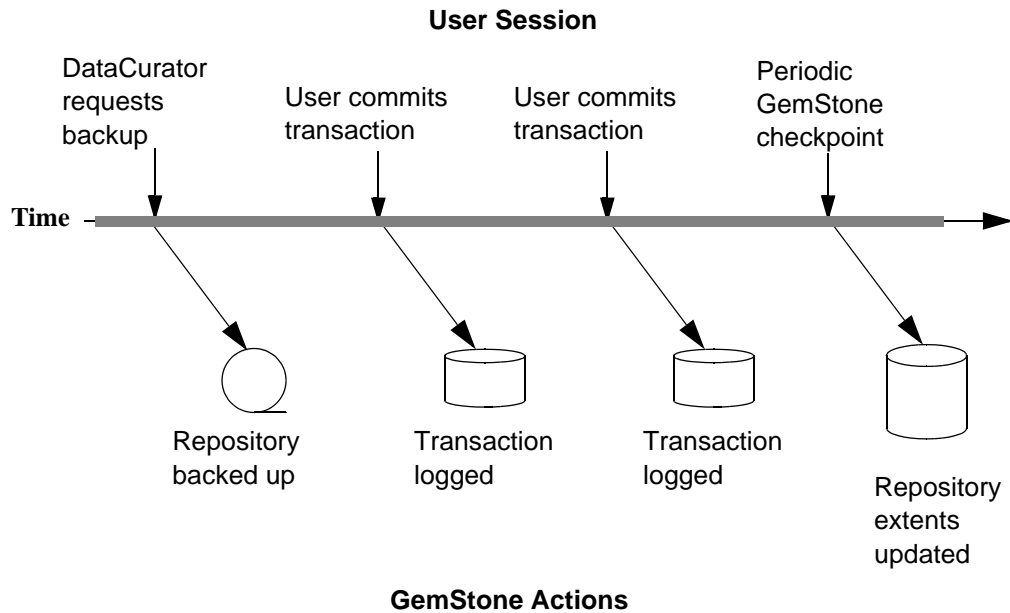 User Session
DataCurator
requests
backup
User commits
transaction
User commits
transaction
Periodic
GemStone
checkpoint
Time
Repository
backed up
Transaction
logged
Transaction
logged
Repository
extents
updated
GemStone Actions